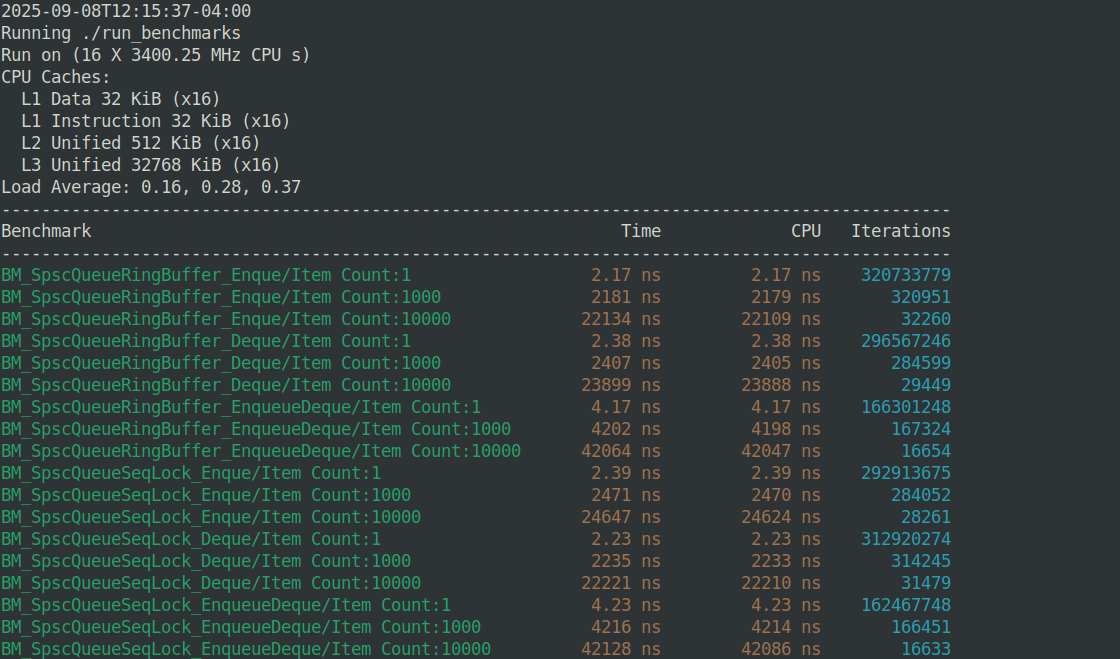 2025-09-08T12:15:37-04:00
Running ./run_benchmarks
Run on (16 X 3400.25 MHz CPU s)
CPU Caches:
  L1 Data 32 KiB (x16)
  L1 Instruction 32 KiB (x16)
  L2 Unified 512 KiB (x16)
  L3 Unified 32768 KiB (x16)
Load Average: 0.16, 0.28, 0.37
-----------------------------------------------------------------------------------------------
Benchmark                                                     Time             CPU   Iterations
-----------------------------------------------------------------------------------------------
BM_SpscQueueRingBuffer_Enque/Item Count:1                  2.17 ns         2.17 ns    320733779
BM_SpscQueueRingBuffer_Enque/Item Count:1000               2181 ns         2179 ns       320951
BM_SpscQueueRingBuffer_Enque/Item Count:10000             22134 ns        22109 ns        32260
BM_SpscQueueRingBuffer_Deque/Item Count:1                  2.38 ns         2.38 ns    296567246
BM_SpscQueueRingBuffer_Deque/Item Count:1000               2407 ns         2405 ns       284599
BM_SpscQueueRingBuffer_Deque/Item Count:10000             23899 ns        23888 ns        29449
BM_SpscQueueRingBuffer_EnqueueDeque/Item Count:1           4.17 ns         4.17 ns    166301248
BM_SpscQueueRingBuffer_EnqueueDeque/Item Count:1000        4202 ns         4198 ns       167324
BM_SpscQueueRingBuffer_EnqueueDeque/Item Count:10000      42064 ns        42047 ns        16654
BM_SpscQueueSeqLock_Enque/Item Count:1                     2.39 ns         2.39 ns    292913675
BM_SpscQueueSeqLock_Enque/Item Count:1000                  2471 ns         2470 ns       284052
BM_SpscQueueSeqLock_Enque/Item Count:10000                24647 ns        24624 ns        28261
BM_SpscQueueSeqLock_Deque/Item Count:1                     2.23 ns         2.23 ns    312920274
BM_SpscQueueSeqLock_Deque/Item Count:1000                  2235 ns         2233 ns       314245
BM_SpscQueueSeqLock_Deque/Item Count:10000                22221 ns        22210 ns        31479
BM_SpscQueueSeqLock_EnqueueDeque/Item Count:1              4.23 ns         4.23 ns    162467748
BM_SpscQueueSeqLock_EnqueueDeque/Item Count:1000           4216 ns         4214 ns       166451
BM_SpscQueueSeqLock_EnqueueDeque/Item Count:10000         42128 ns        42086 ns        16633